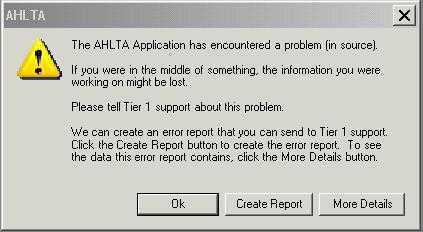 AHLTA
The AHLTA Application has encountered a problem (in source).
If you were in the middle of something, the information you were
working on might be lost.
Please tell Tier 1 support about this problem.
We can create an error report that you can send to Tier 1 support.
Click the Create Report button to create the error report. To see
the data this error report contains, click the More Details button.
Ok
Create Report
More Details